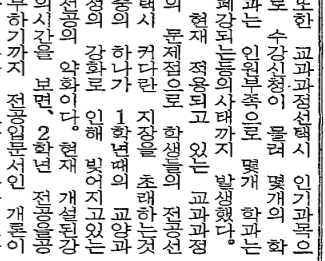 또한 교과과정선택시 인기과목으
로 수강신청이 몰려 몇개의 학
과는 인원부족으로 몇개 학과는
폐강되는등의사태까지 발생했다.
현재 적용되고 있는 교과과정
의 문제점으로 학생들의 전공선
택시 커다란 지장을 초래하는것
중의 하나가 1학년때의 교양과
정의 강화로 인해 빚어지고있는
전공의 약화이다. 현재 개설된강
의시간을 보면, 2학년 전공을공
부하기까지 전공입문서인 개론이